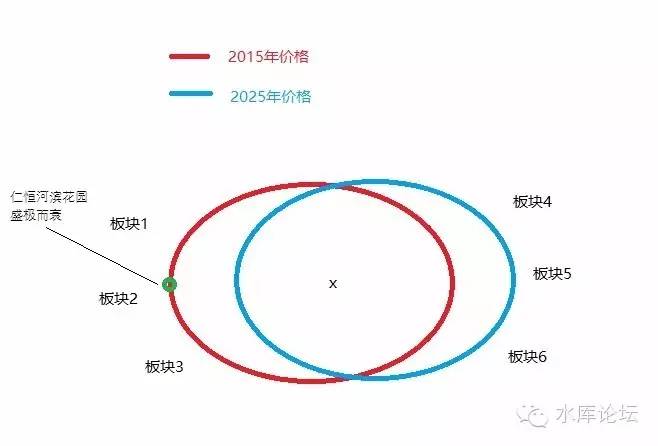 2015年价格
2025年价格
仁恒河滨花园
盛极而衰
板块1
板块2
板块3
x
板块4
板块5
板块6
水库论坛